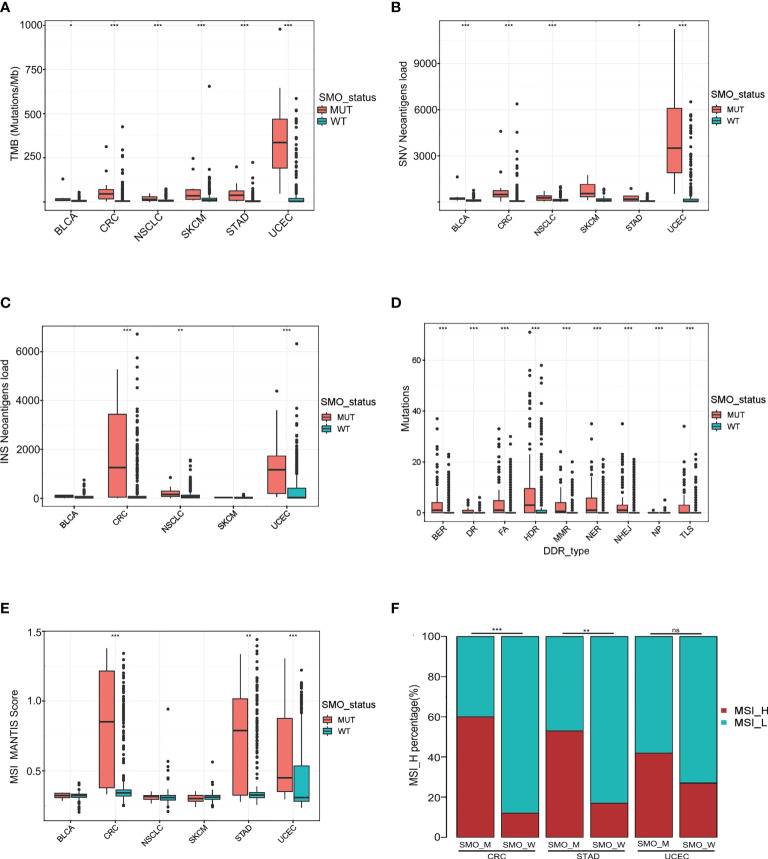 A
* *** *** *** *** ***
1000
750
500
250
TMB (Mutations/Mb)
BLCA CRC NSCLC SKCM STAD UCEC
SMO_status
MUT
WT
B
*** *** *** * ***
9000
6000
3000
SNV Neoantigens load
BLCA CRC NSCLC SKCM STAD UCEC
SMO_status
MUT
WT
C
*** ** ***
6000
4000
2000
0
INS Neoantigens load
BLCA CRC NSCLC SKCM UCEC
SMO_status
MUT
WT
D
*** *** *** *** *** *** *** *** ***
60
40
20
0
Mutations
BER DR FA HDR MMR NER NHEJ NP TLS
DDR_type
SMO_status
MUT
WT
E
*** ** ***
1.5
1.0
0.5
MSI_MANTIS Score
BLCA CRC NSCLC SKCM STAD UCEC
SMO_status
MUT
WT
F
*** ** ns
100
80
60
40
20
0
MSI_H percentage(%)
SMO_M SMO_W SMO_M SMO_W SMO_M SMO_W
CRC STAD UCEC
MSI_H
MSI_L